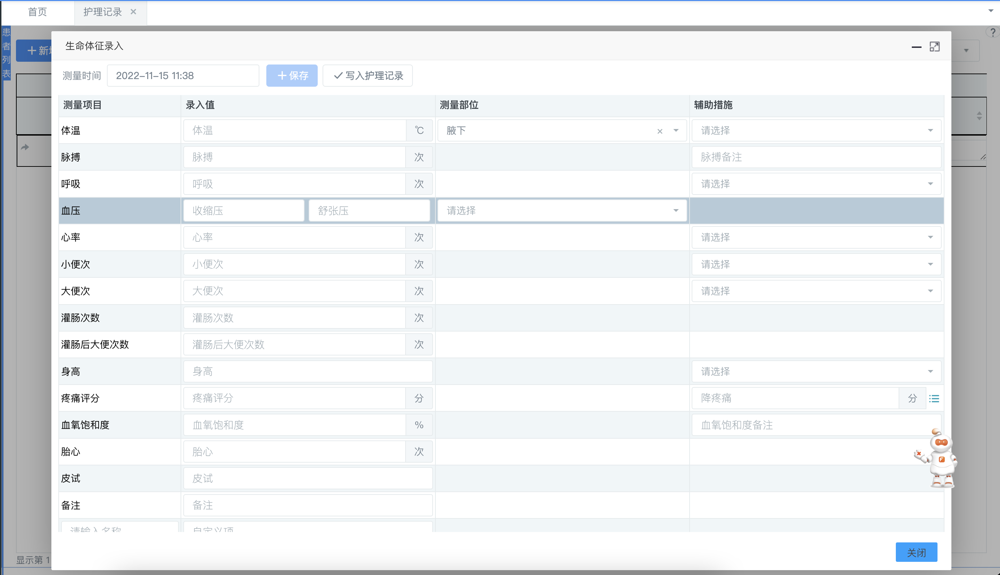 首页 护理记录
患者列表
新增
生命体征录入
测量时间 2022-11-15 11:38 保存 写入护理记录
测量项目 录入值 测量部位 辅助措施
体温 体温 ℃ 腋下 请选择
脉搏 脉搏 次 脉搏备注
呼吸 呼吸 次 请选择
血压 收缩压 舒张压 请选择
心率 心率 次 请选择
小便次 小便次 次 请选择
大便次 大便次 次 请选择
灌肠次数 灌肠次数 次
灌肠后大便次数 灌肠后大便次数 次
身高 身高 请选择
疼痛评分 疼痛评分 分 降疼痛 分
血氧饱和度 血氧饱和度 % 血氧饱和度备注
胎心 胎心 次
皮试 皮试
备注 备注
请输入名称 自定义项
关闭
显示第 1